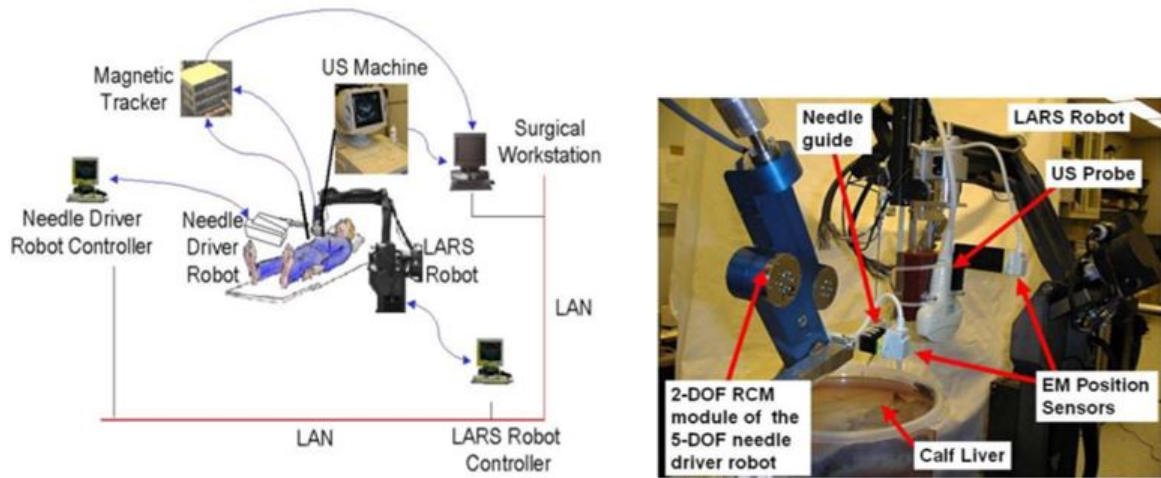 Magnetic
Tracker
US Machine
Surgical
Workstation
Needle Driver
Robot Controller
Needle
Driver
Robot
LARS
Robot
LAN
LAN
LARS Robot
Controller
Needle
guide
LARS Robot
US Probe
2-DOF RCM
module of the
5-DOF needle
driver robot
EM Position
Sensors
Calf Liver